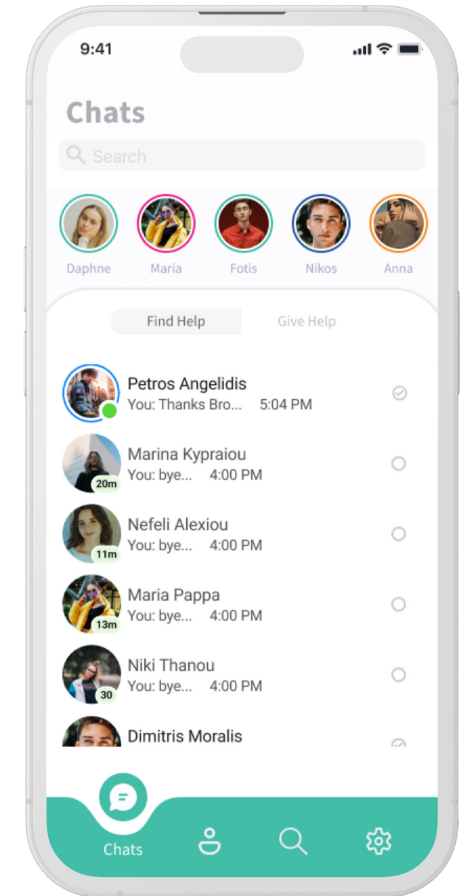 9:41
Chats
Search
Daphne Maria Fotis Nikos Anna
Find Help Give Help
Petros Angelidis
You: Thanks Bro... 5:04 PM
Marina Kypraiou
You: bye... 4:00 PM
20m
Nefeli Alexiou
You: bye... 4:00 PM
11m
Maria Pappa
You: bye... 4:00 PM
13m
Niki Thanou
You: bye... 4:00 PM
30
Dimitris Moralis
Chats